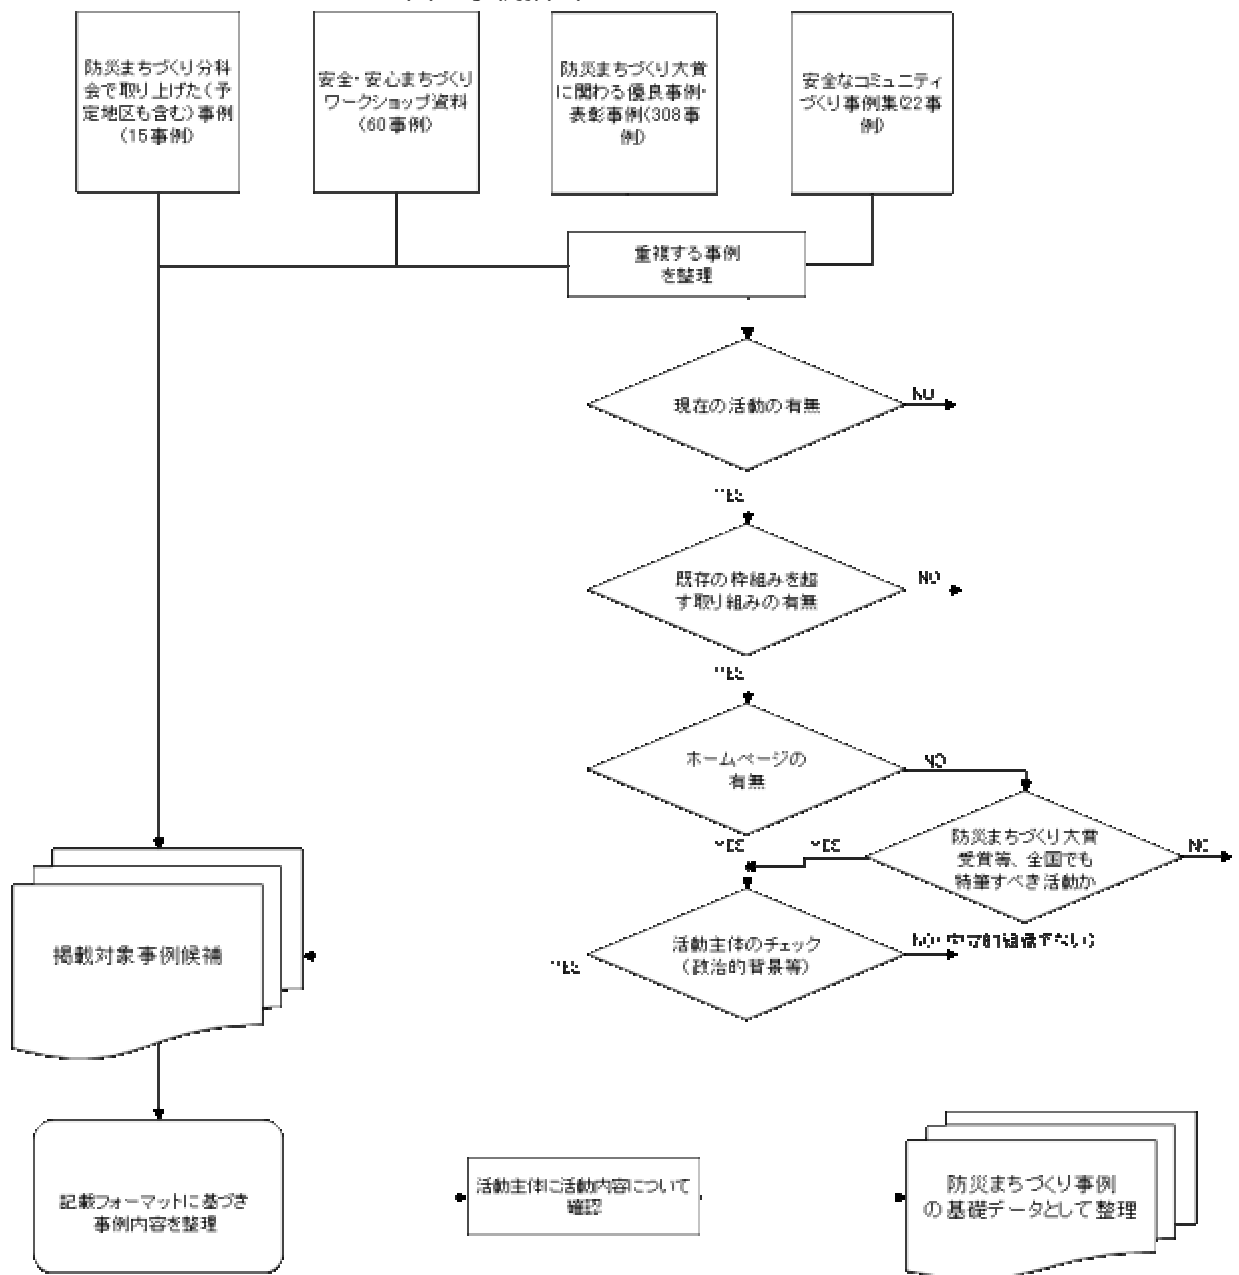 防災まちづくり分科
会で取り上げた(予
定地区も含む)事例
(15事例)
安全・安心まちづくり
ワークショップ資料
(60事例)
防災まちづくり大賞
に関わる優良事例・
表彰事例(308事
例)
安全なコミュニティ
づくり事例集(22事
例)
重複する事例
を整理
現在の活動の有無
NO
YES
既存の枠組みを超
す取り組みの有無
NO
YES
ホームページの
有無
NO
YES
防災まちづくり大賞
受賞等、全国でも
特筆すべき活動か
YES
NO
活動主体のチェック
(政治的背景等)
YES
掲載対象事例候補
記載フォーマットに基づき
事例内容を整理
活動主体に活動内容について
確認
防災まちづくり事例
の基礎データとして整理